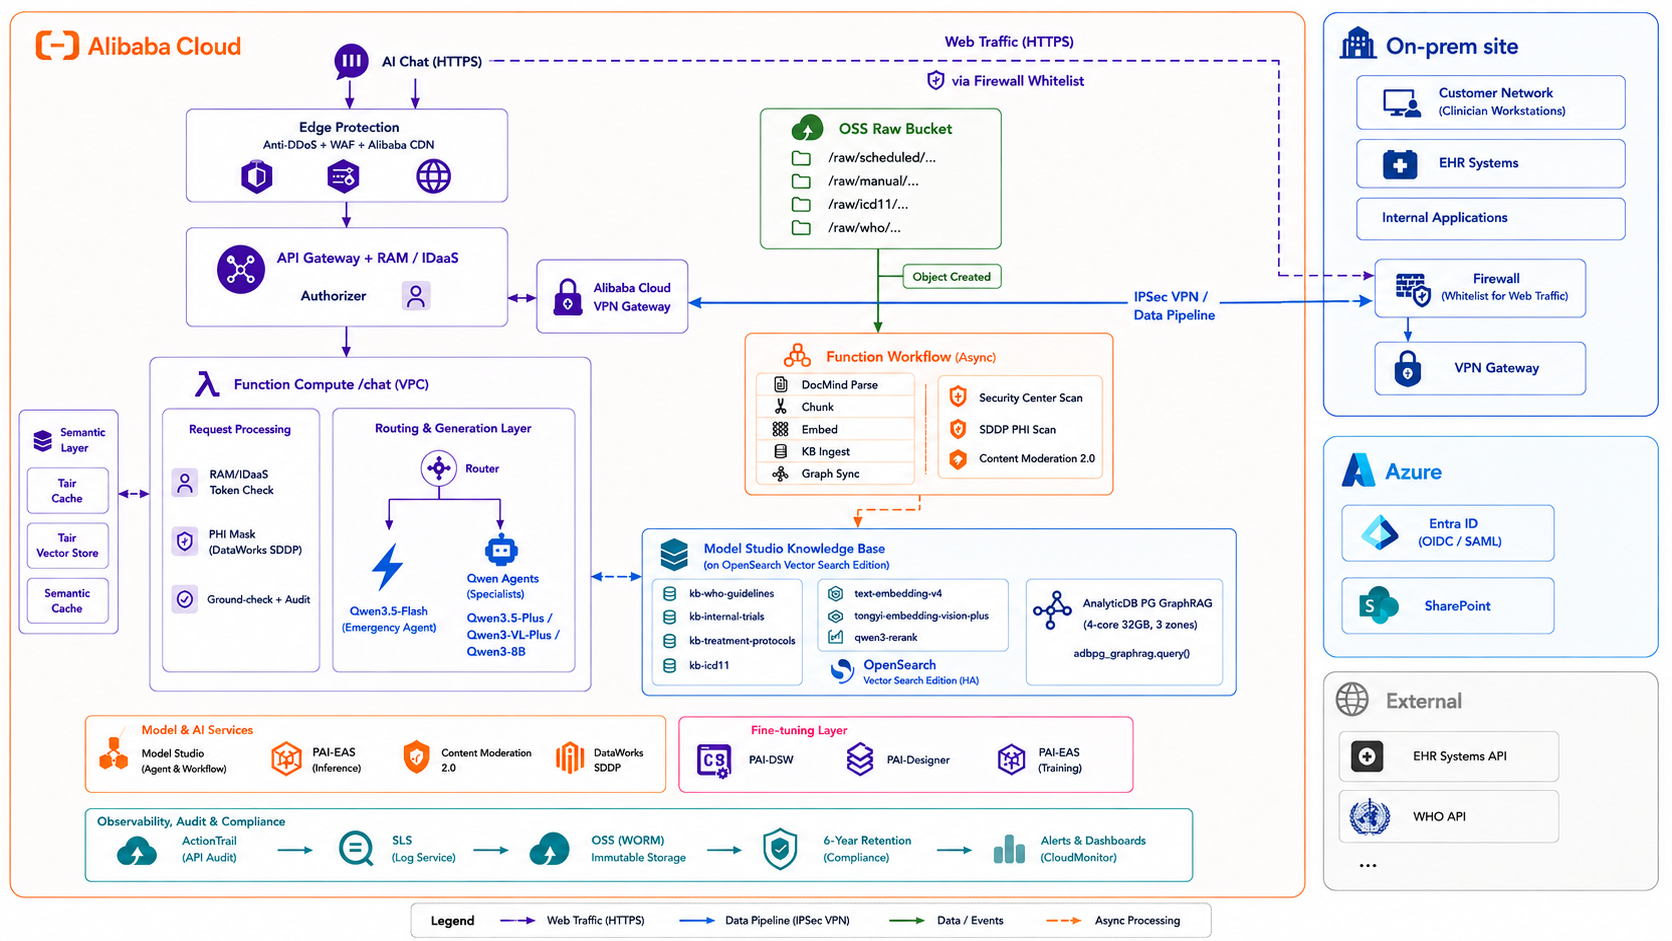 Alibaba Cloud
AI Chat (HTTPS)
Web Traffic (HTTPS)
via Firewall Whitelist
Edge Protection
Anti-DDoS + WAF + Alibaba CDN
API Gateway + RAM / IDaaS
Authorizer
Alibaba Cloud
VPN Gateway
OSS Raw Bucket
/raw/scheduled/...
/raw/manual/...
/raw/icd11/...
/raw/who/...
Object Created
IPSec VPN /
Data Pipeline
Function Workflow (Async)
DocMind Parse
Chunk
Embed
KB Ingest
Graph Sync
Security Center Scan
SDDP PHI Scan
Content Moderation 2.0
Semantic
Layer
Tair
Cache
Tair
Vector Store
Semantic
Cache
Function Compute /chat (VPC)
Request Processing
RAM/IDaaS
Token Check
PHI Mask
(DataWorks SDDP)
Ground-check + Audit
Routing & Generation Layer
Router
Qwen3.5-Flash
(Emergency Agent)
Qwen Agents
(Specialists)
Qwen3.5-Plus /
Qwen3-VL-Plus /
Qwen3-8B
Model Studio Knowledge Base
(on OpenSearch Vector Search Edition)
kb-who-guidelines
kb-internal-trials
kb-treatment-protocols
kb-icd11
text-embedding-v4
tongyi-embedding-vision-plus
qwen3-rerank
OpenSearch
Vector Search Edition (HA)
AnalyticDB PG GraphRAG
(4-core 32GB, 3 zones)
adbpg_graphrag.query()
Model & AI Services
Model Studio
(Agent & Workflow)
PAI-EAS
(Inference)
Content Moderation
2.0
DataWorks
SDDP
Fine-tuning Layer
CS
PAI-DSW
PAI-Designer
PAI-EAS
(Training)
Observability, Audit & Compliance
ActionTrail
(API Audit)
SLS
(Log Service)
OSS (WORM)
Immutable Storage
6-Year Retention
(Compliance)
Alerts & Dashboards
(CloudMonitor)
On-prem site
Customer Network
(Clinician Workstations)
EHR Systems
Internal Applications
Firewall
(Whitelist for Web Traffic)
VPN Gateway
Azure
Entra ID
(OIDC / SAML)
S
SharePoint
External
EHR Systems API
WHO API
...
Legend
Web Traffic (HTTPS)
Data Pipeline (IPSec VPN)
Data / Events
Async Processing